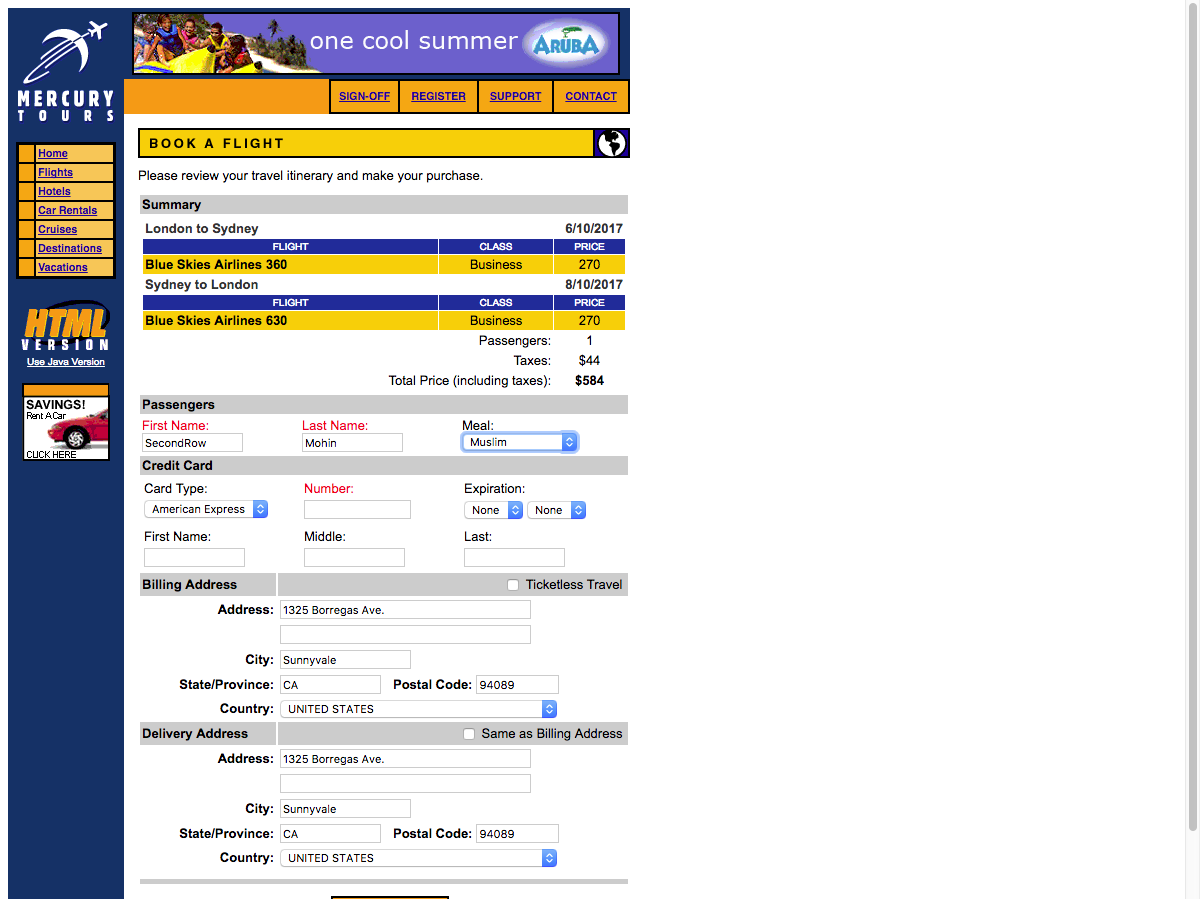 one cool summer ARUBA
MERCURY
TOURS
SIGN-OFF REGISTER SUPPORT CONTACT
BOOK A FLIGHT
Home
Flights
Hotels
Car Rentals
Cruises
Destinations
Vacations
HTML
VERSION
Use Java Version
SAVINGS!
Rent A Car
CLICK HERE
Please review your travel itinerary and make your purchase.
Summary
London to Sydney 6/10/2017
FLIGHT CLASS PRICE
Blue Skies Airlines 360 Business 270
Sydney to London 8/10/2017
FLIGHT CLASS PRICE
Blue Skies Airlines 630 Business 270
Passengers: 1
Taxes: $44
Total Price (including taxes): $584
Passengers
First Name: Last Name: Meal:
SecondRow Mohin Muslim
Credit Card
Card Type: Number: Expiration:
American Express None None
First Name: Middle: Last:
Billing Address Ticketless Travel
Address: 1325 Borregas Ave.
City: Sunnyvale
State/Province: CA Postal Code: 94089
Country: UNITED STATES
Delivery Address Same as Billing Address
Address: 1325 Borregas Ave.
City: Sunnyvale
State/Province: CA Postal Code: 94089
Country: UNITED STATES